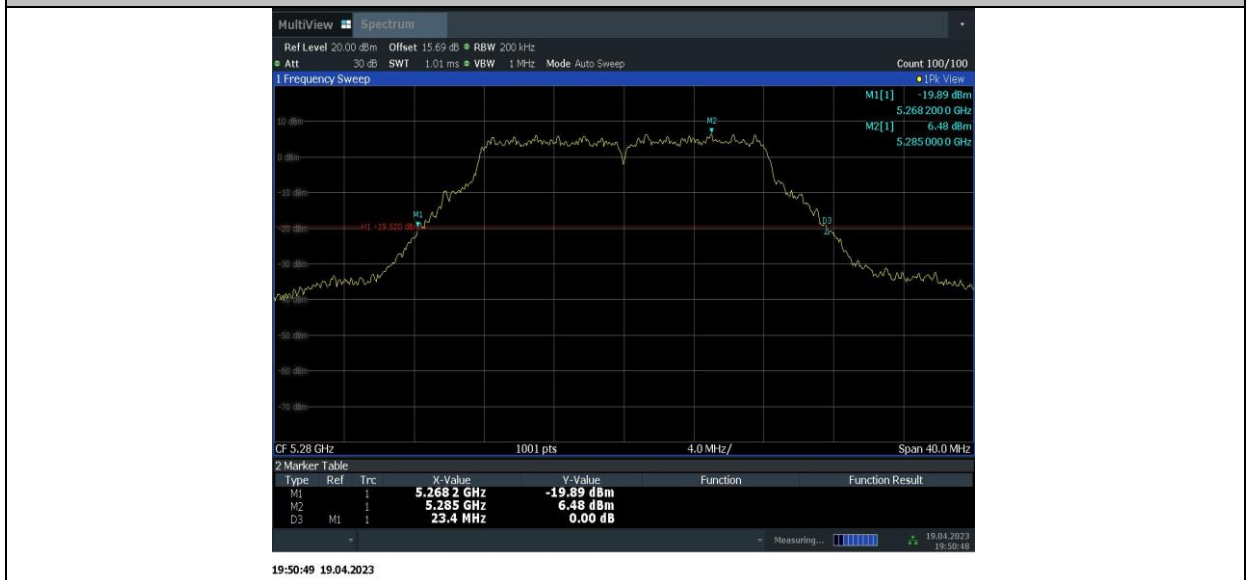 MultiView Spectrum
Ref Level 20.00 dBm Offset 15.69 dB RBW 200 kHz
Att 30 dB SWT 1.01 ms VBW 1 MHz Mode Auto Sweep Count 100/100
1 Frequency Sweep 1Pk View
M1[1] -19.89 dBm
5.268 200 0 GHz
M2[1] 6.48 dBm
5.285 000 0 GHz
10 dBm
M2
0 dBm
-10 dBm
M1
D3
-20 dBm
H1 -19.520 dBm
-30 dBm
-40 dBm
-50 dBm
-60 dBm
-70 dBm
CF 5.28 GHz 1001 pts 4.0 MHz/ Span 40.0 MHz
2 Marker Table
Type Ref Trc X-Value Y-Value Function Function Result
M1 1 5.268 2 GHz -19.89 dBm
M2 1 5.285 GHz 6.48 dBm
D3 M1 1 23.4 MHz 0.00 dB
Measuring... 19.04.2023
19:50:48
19:50:49 19.04.2023